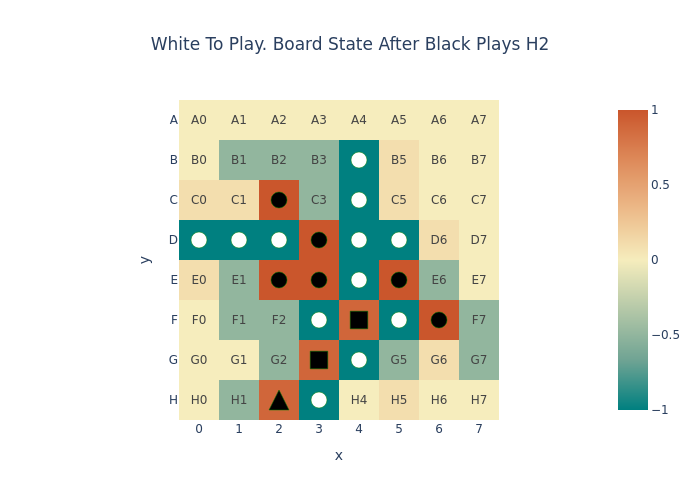 White To Play. Board State After Black Plays H2
A A0 A1 A2 A3 A4 A5 A6 A7
B B0 B1 B2 B3 B5 B6 B7
C C0 C1 C3 C5 C6 C7
D D6 D7
E E0 E1 E6 E7
F F0 F1 F2 F7
G G0 G1 G2 G5 G6 G7
H H0 H1 H4 H5 H6 H7
0 1 2 3 4 5 6 7
x
y
1
0.5
0
−0.5
−1